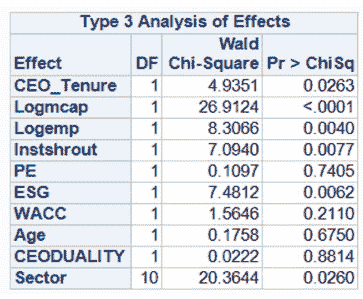 Type 3 Analysis of Effects
Wald
Effect DF Chi-Square Pr > ChiSq
CEO_Tenure 1 4.9351 0.0263
Logmcap 1 26.9124 <.0001
Logemp 1 8.3066 0.0040
Instshrout 1 7.0940 0.0077
PE 1 0.1097 0.7405
ESG 1 7.4812 0.0062
WACC 1 1.5646 0.2110
Age 1 0.1758 0.6750
CEODUALITY 1 0.0222 0.8814
Sector 10 20.3644 0.0260